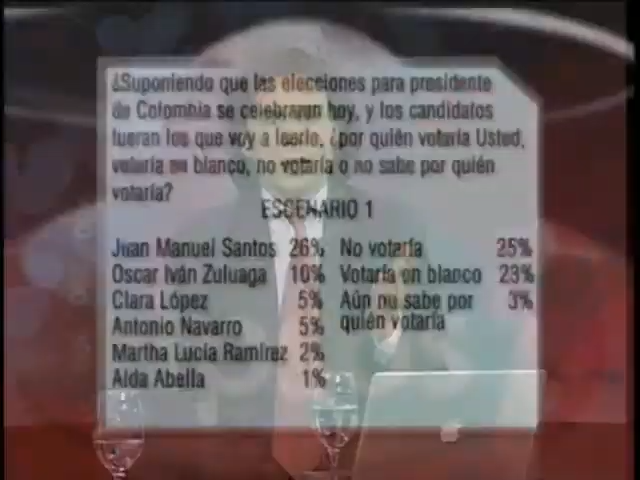 ¿Suponiendo que las elecciones para presidente
de Colombia se celebraran hoy, y los candidatos
fueran los que voy a leerle, ¿por quién votaría Usted,
votaría en blanco, no votaría o no sabe por quién
votaría?
ESCENARIO 1
Juan Manuel Santos 26%
Oscar Iván Zuluaga 10%
Clara López 5%
Antonio Navarro 5%
Martha Lucía Ramírez 2%
Aida Abella 1%
No votaría 25%
Votaría en blanco 23%
Aún no sabe por 3%
quién votaría